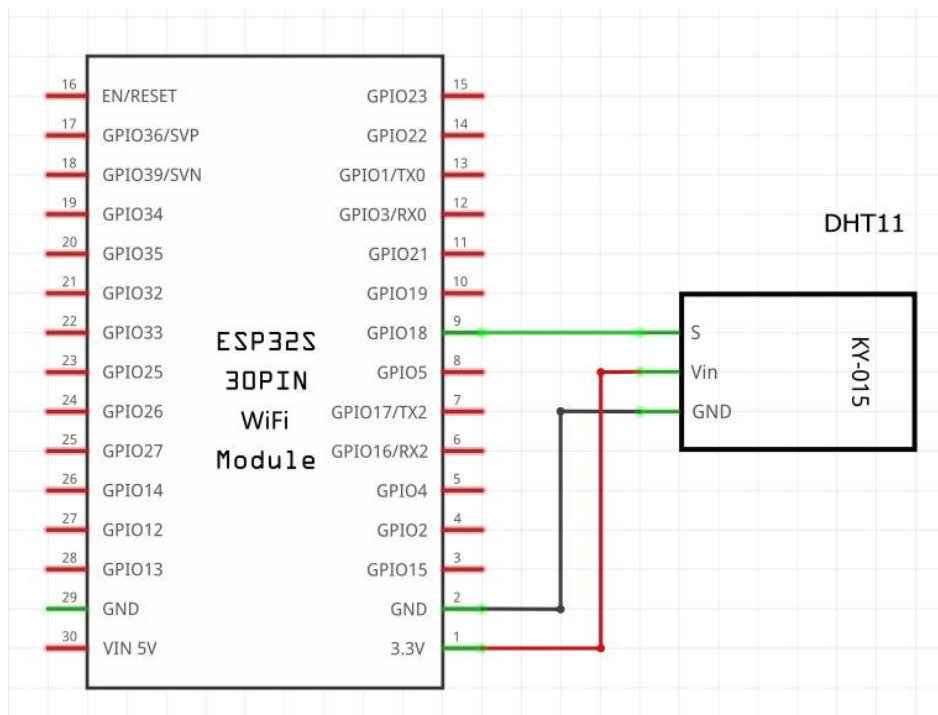 16 EN/RESET GPIO23 15
17 GPIO36/SVP GPIO22 14
18 GPIO39/SVN GPIO1/TX0 13
19 GPIO34 GPIO3/RX0 12
DHT11
20 GPIO35 GPIO21 11
21 GPIO32 GPIO19 10
22 GPIO33 GPIO18 9 S
ESP32S
23 GPIO25 GPIO5 8 Vin
30PIN
KY-015
24 GPIO26 GPIO17/TX2 7 GND
WiFi
25 GPIO27 GPIO16/RX2 6
Module
26 GPIO14 GPIO4 5
27 GPIO12 GPIO2 4
28 GPIO13 GPIO15 3
29 GND GND 2
30 VIN 5V 3.3V 1